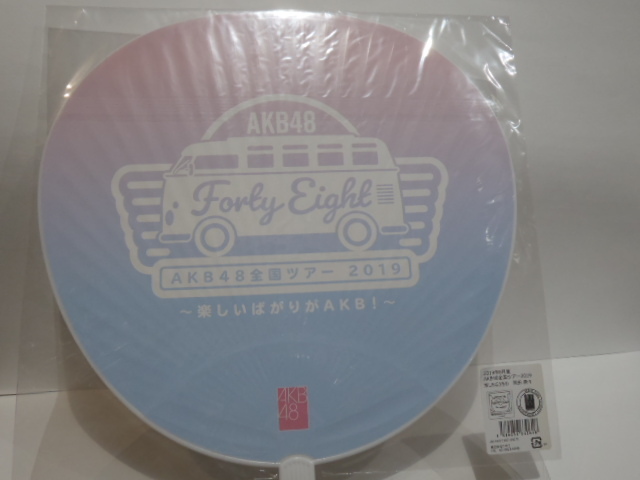 AKB48
Forty Eight
AKB48全国ツアー 2019
～楽しいばかりがAKB！～
AKB
48